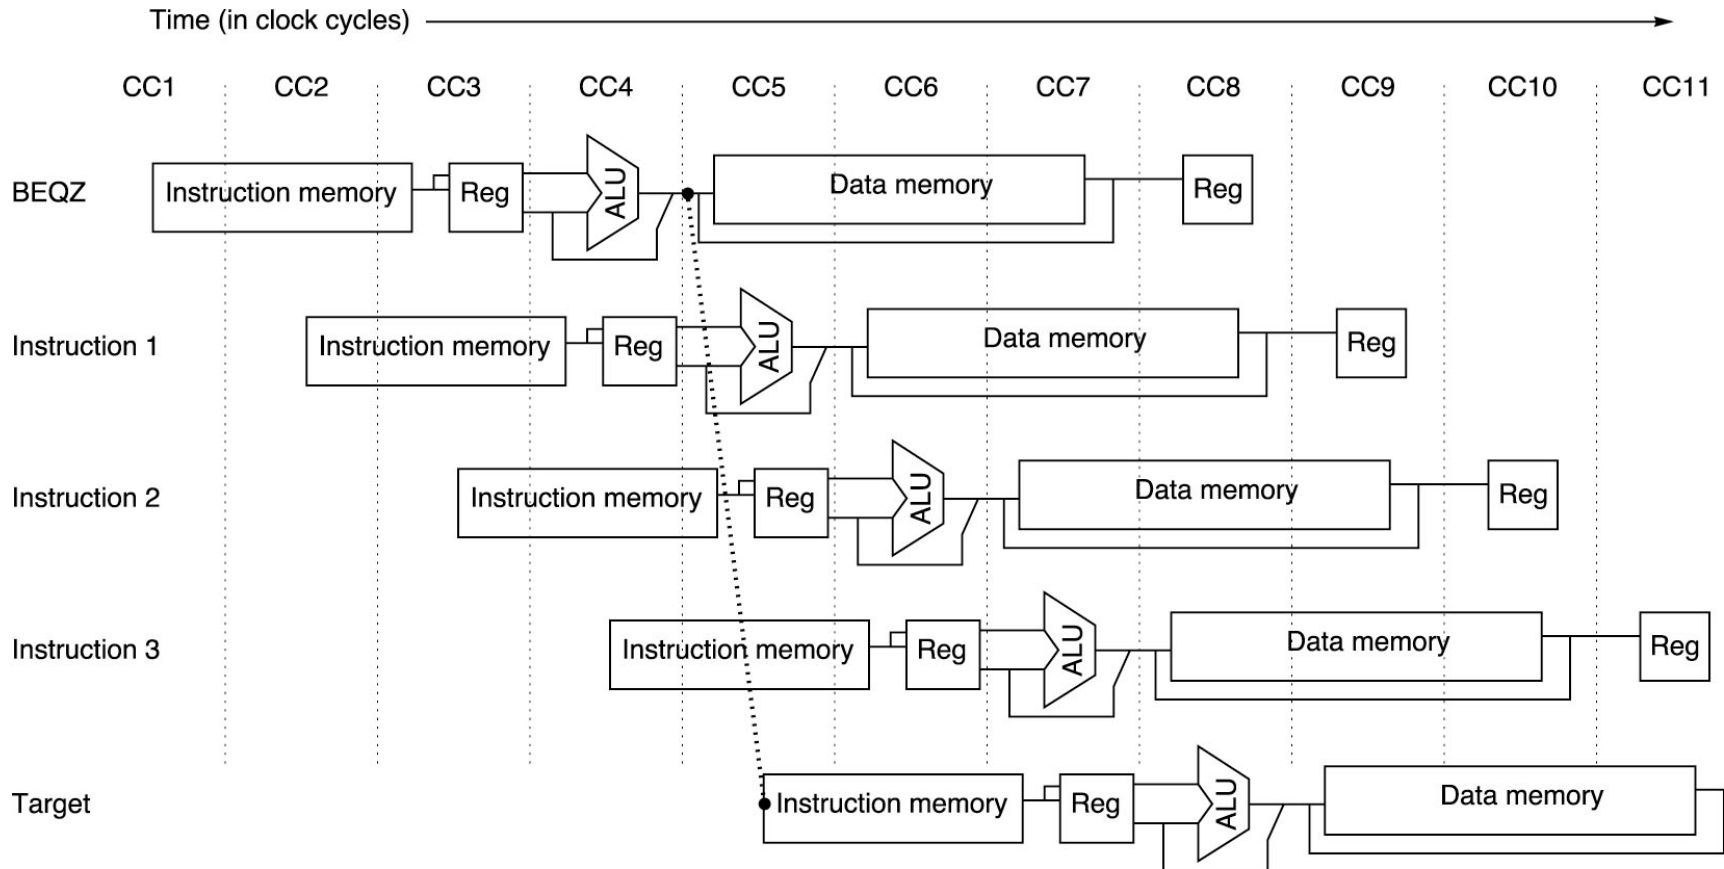 Time (in clock cycles)
CC1 CC2 CC3 CC4 CC5 CC6 CC7 CC8 CC9 CC10 CC11
BEQZ Instruction memory Reg ALU Data memory Reg
Instruction 1 Instruction memory Reg ALU Data memory Reg
Instruction 2 Instruction memory Reg ALU Data memory Reg
Instruction 3 Instruction memory Reg ALU Data memory Reg
Target Instruction memory Reg ALU Data memory